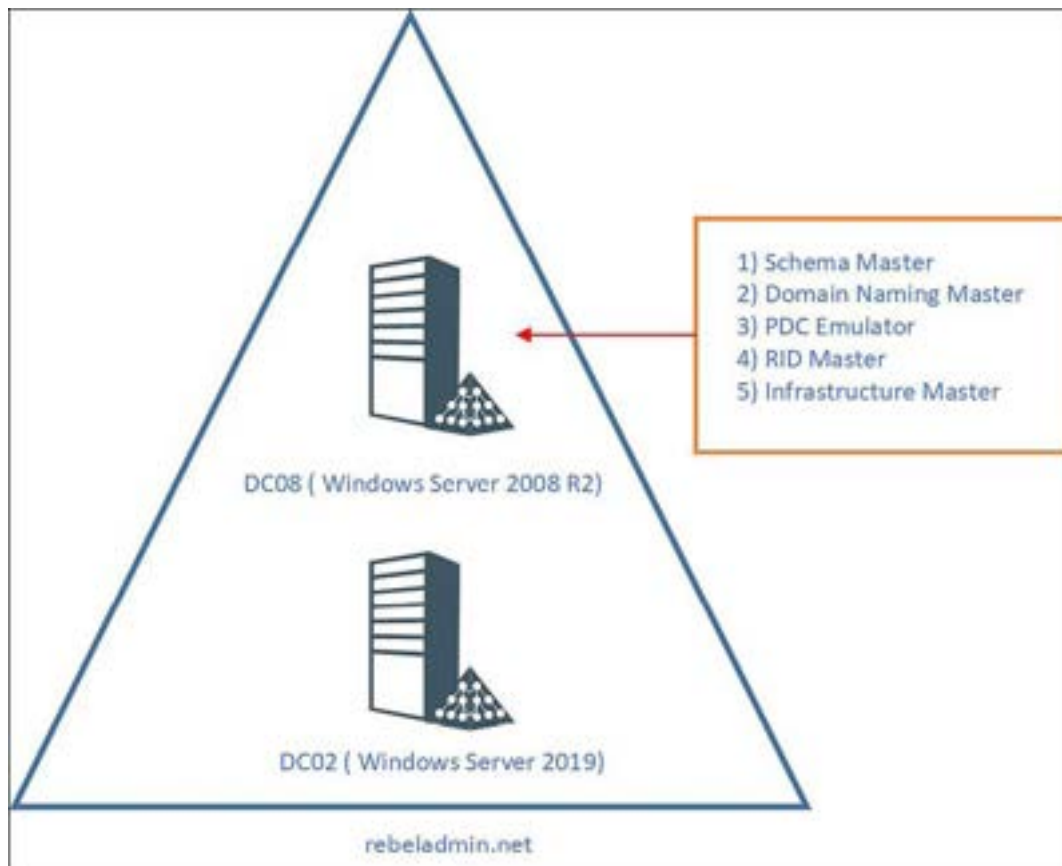 1) Schema Master
2) Domain Naming Master
3) PDC Emulator
4) RID Master
5) Infrastructure Master
DC08 ( Windows Server 2008 R2)
DC02 ( Windows Server 2019)
rebeladmin.net